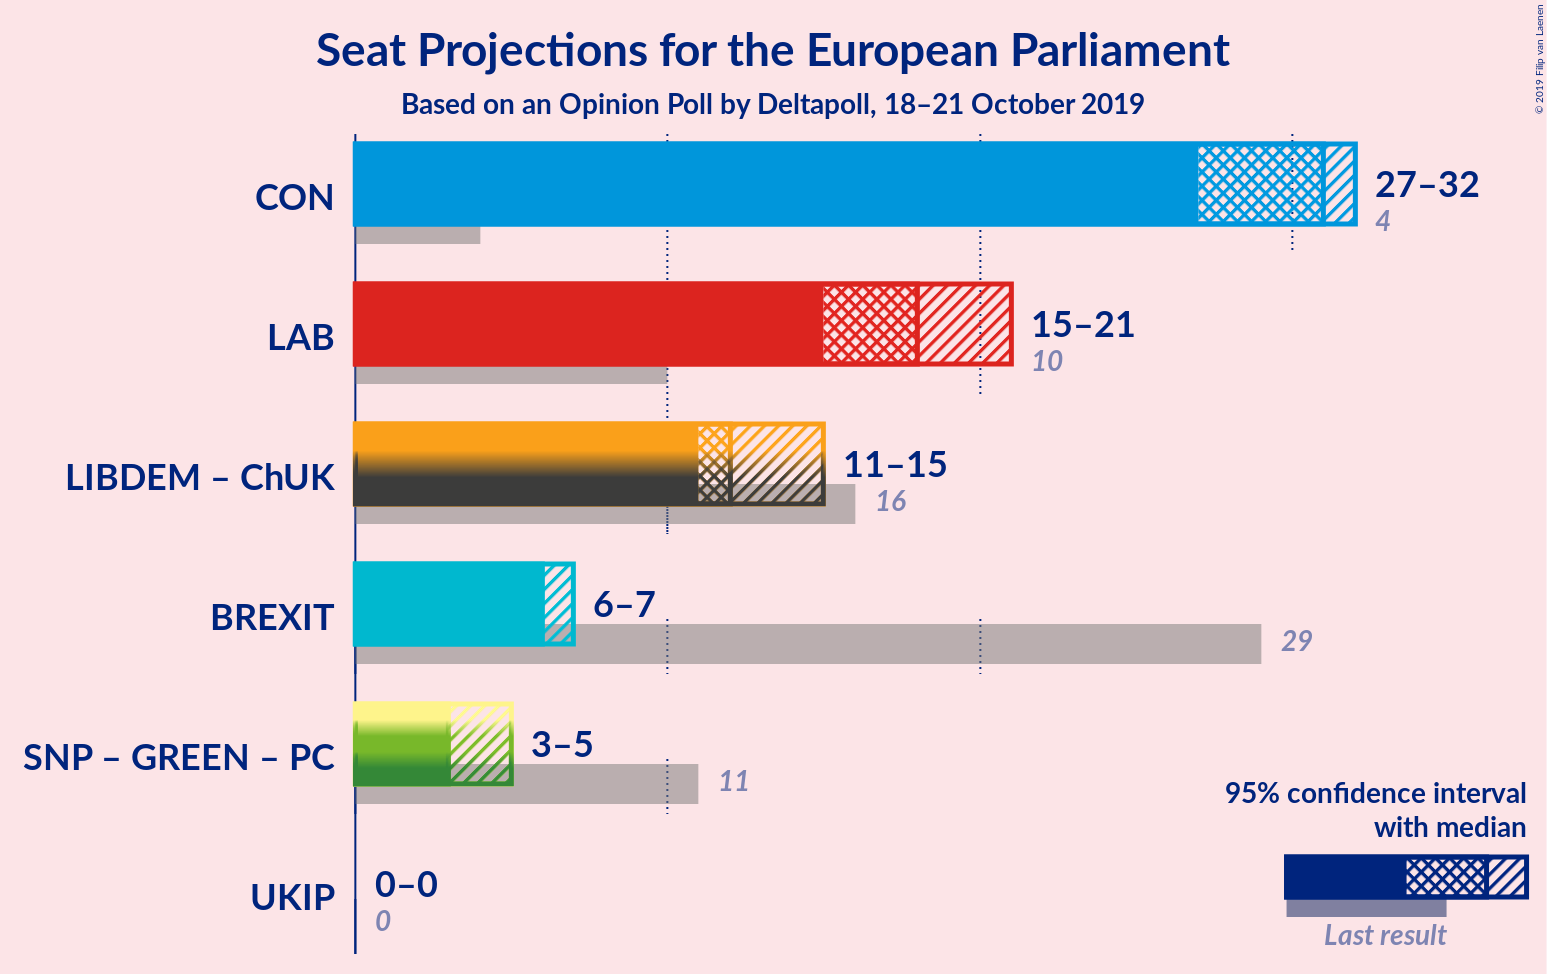 Seat Projections for the European Parliament
Based on an Opinion Poll by Deltapoll, 18–21 October 2019
© 2019 Filip van Laenen
CON
27–32
4
LAB
15–21
10
LIBDEM – ChUK
11–15
16
BREXIT
6–7
29
SNP – GREEN – PC
3–5
11
UKIP
0–0
0
95% confidence interval
with median
Last result